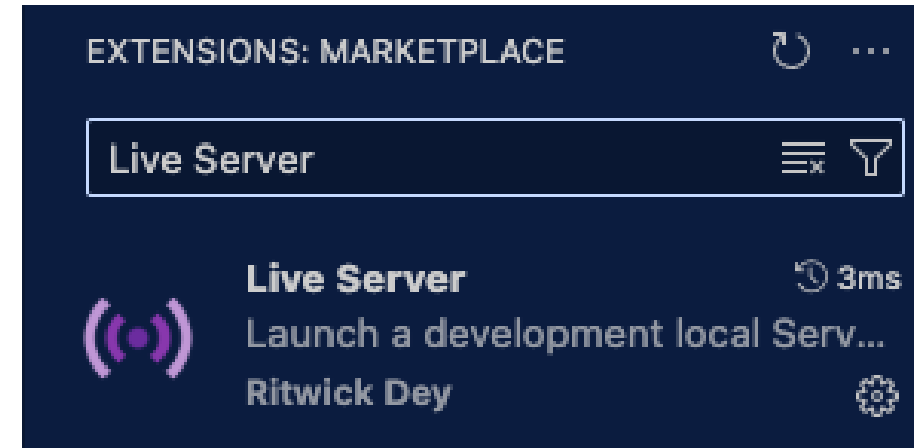 EXTENSIONS: MARKETPLACE
Live Server
Live Server 3ms
Launch a development local Serv...
Ritwick Dey